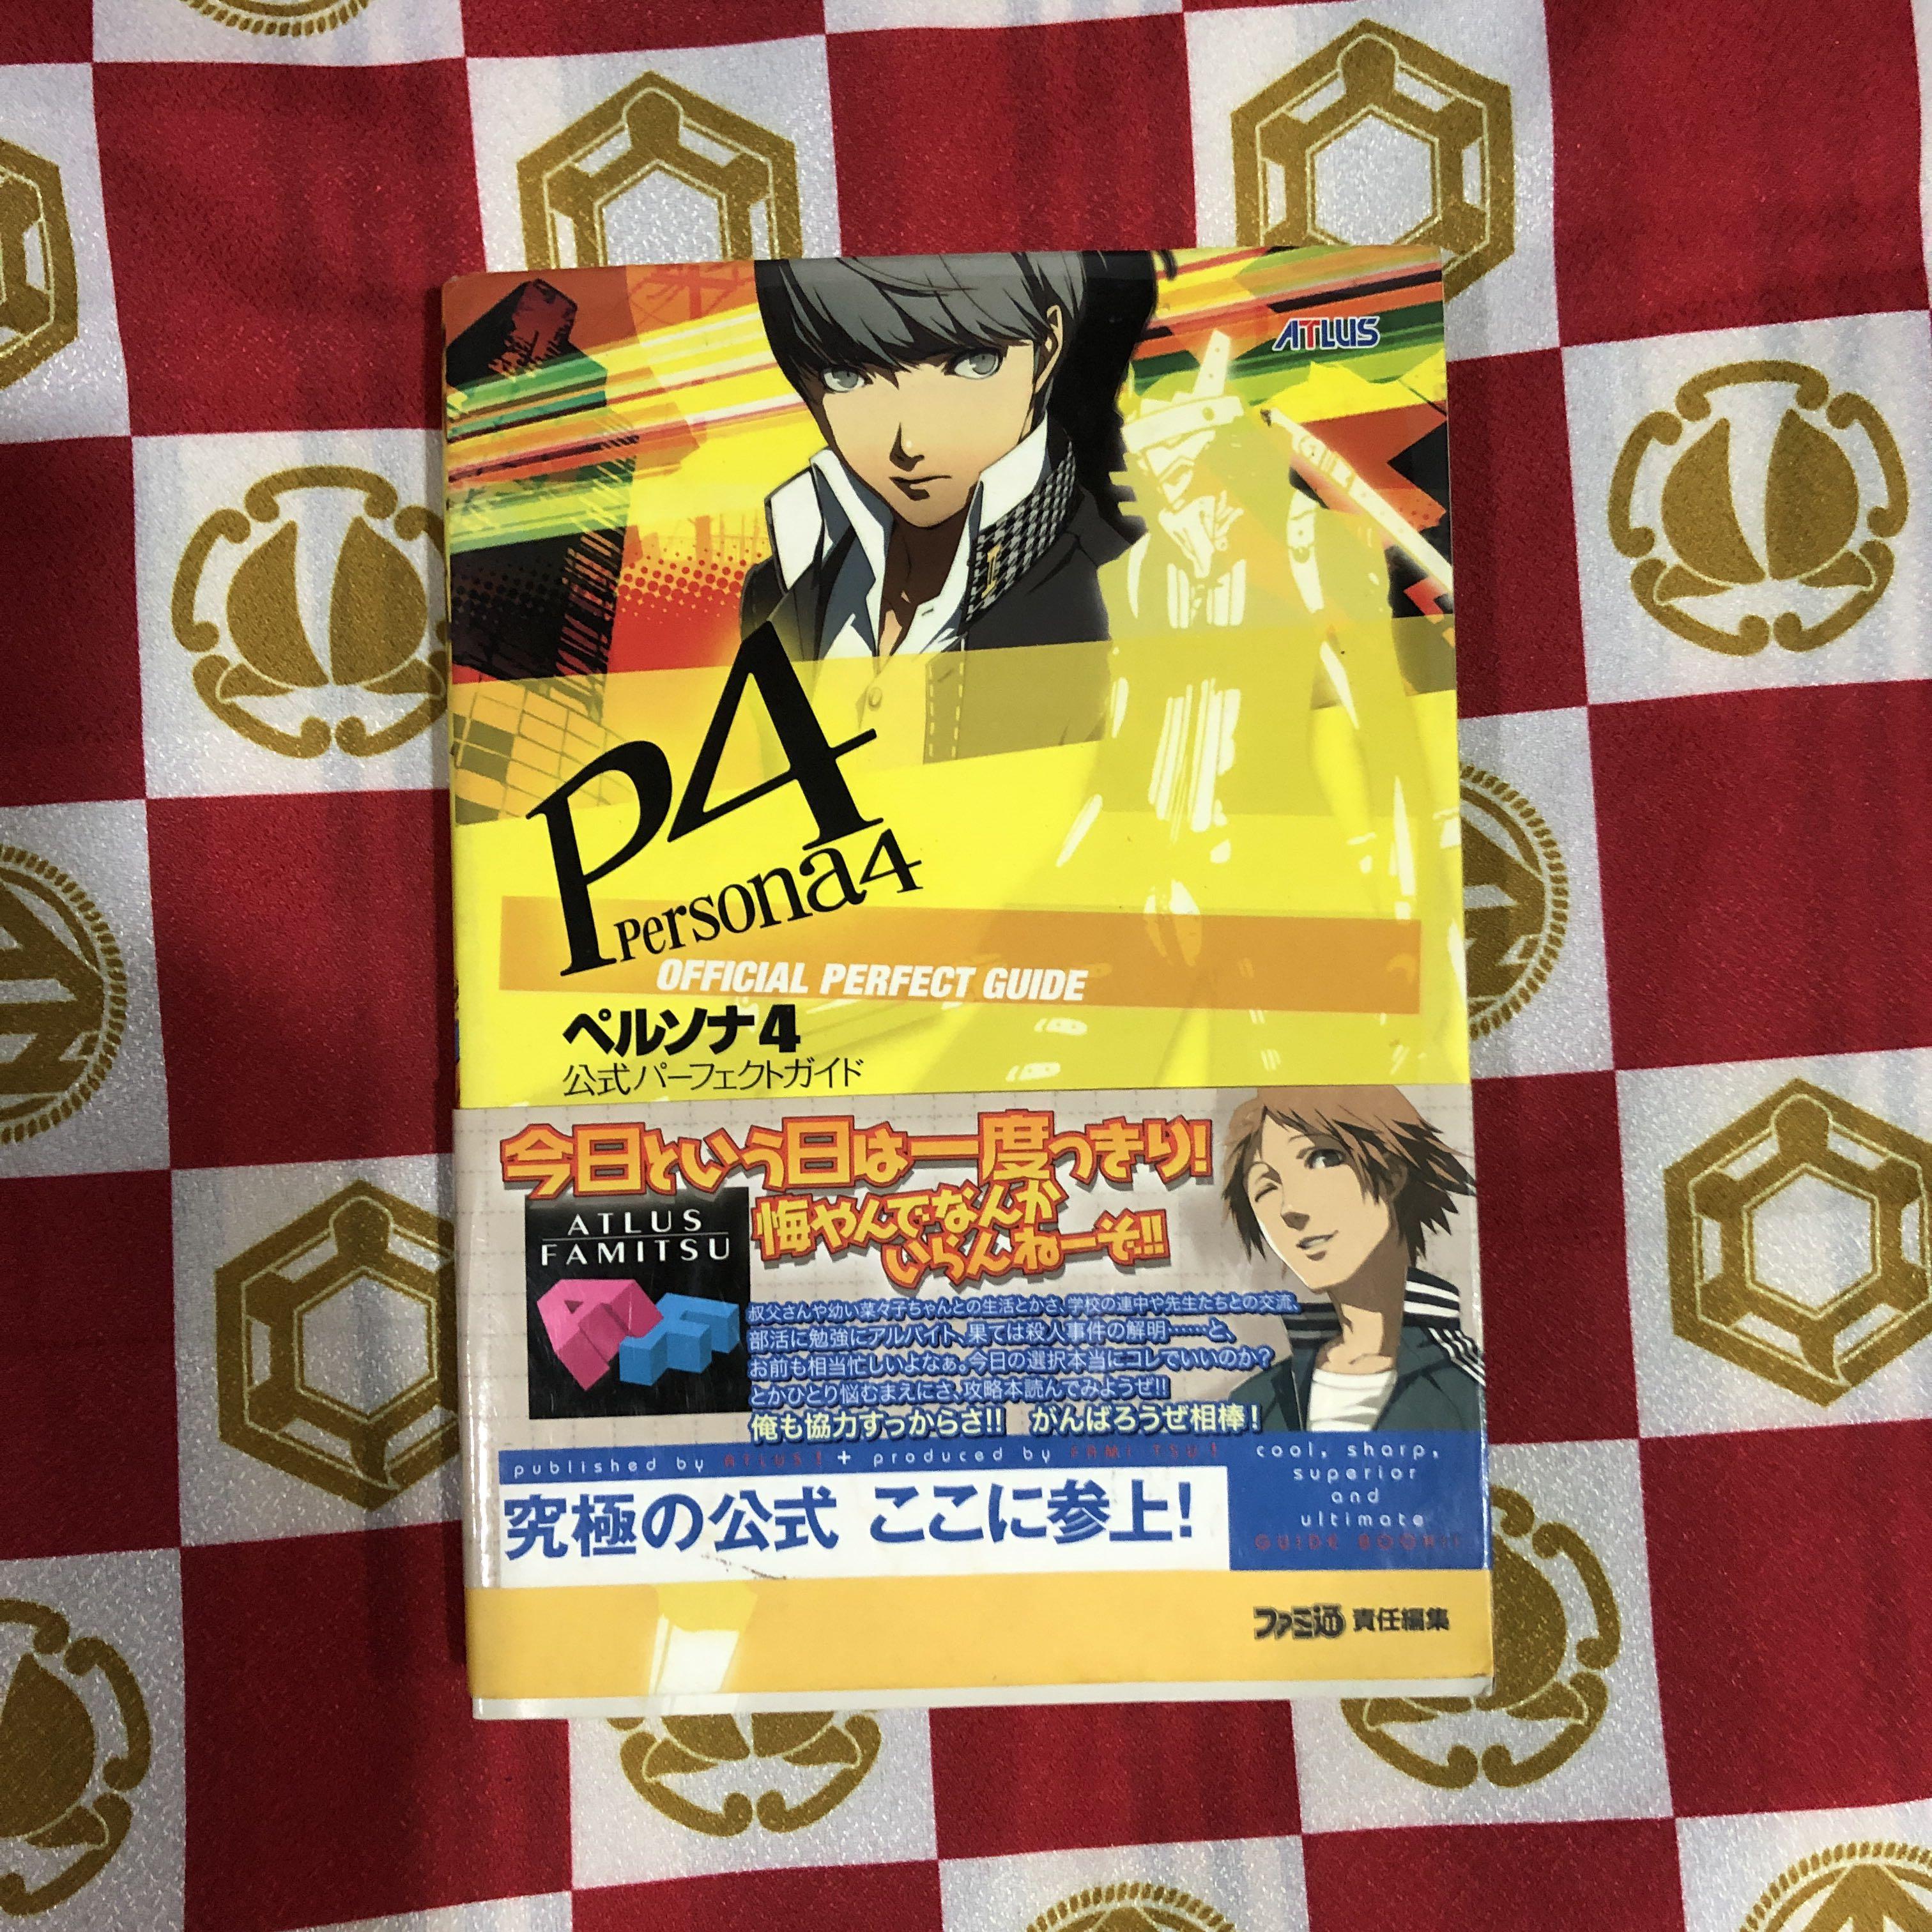 ATLUS
P4
Persona4
OFFICIAL PERFECT GUIDE
ペルソナ4
公式パーフェクトガイド
今日という日は一度っきり!
悔やんでなんか
いらんねーぞ!!
ATLUS
FAMITSU
AF
叔父さんや幼い菜々子ちゃんとの生活とかさ、学校の連中や先生たちとの交流、
部活に勉強にアルバイト、果ては殺人事件の解明……と、
お前も相当忙しいよなぁ。今日の選択本当にコレでいいのか?
とかひとり悩むまえにさ、攻略本読んでみようぜ!!
俺も協力すっからさ!! がんばろうぜ相棒!
published by ATLUS! + produced by FAMITSU!
cool, sharp,
superior
and
ultimate
GUIDE BOOK!!
究極の公式 ここに参上!
ファミ通 責任編集